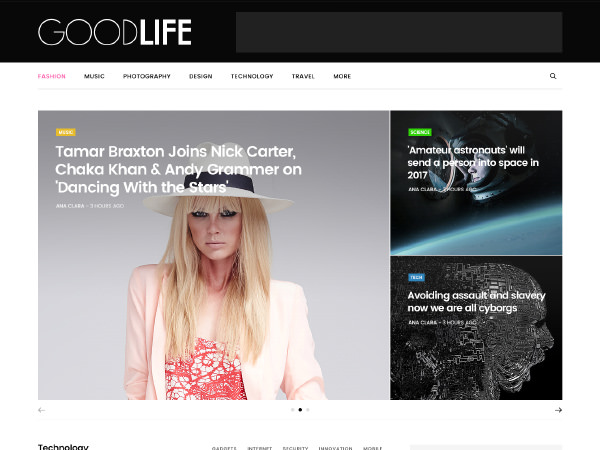 GOODLIFE
FASHION MUSIC PHOTOGRAPHY DESIGN TECHNOLOGY TRAVEL MORE
MUSIC
Tamar Braxton Joins Nick Carter,
Chaka Khan & Andy Grammer on
'Dancing With the Stars'
ANA CLARA - 3 HOURS AGO
SCIENCE
'Amateur astronauts' will
send a person into space in
2017
ANA CLARA - 3 HOURS AGO
TECH
Avoiding assault and slavery
now we are all cyborgs
ANA CLARA - 3 HOURS AGO
Technology
GADGETS INTERNET SECURITY INNOVATION MOBILE